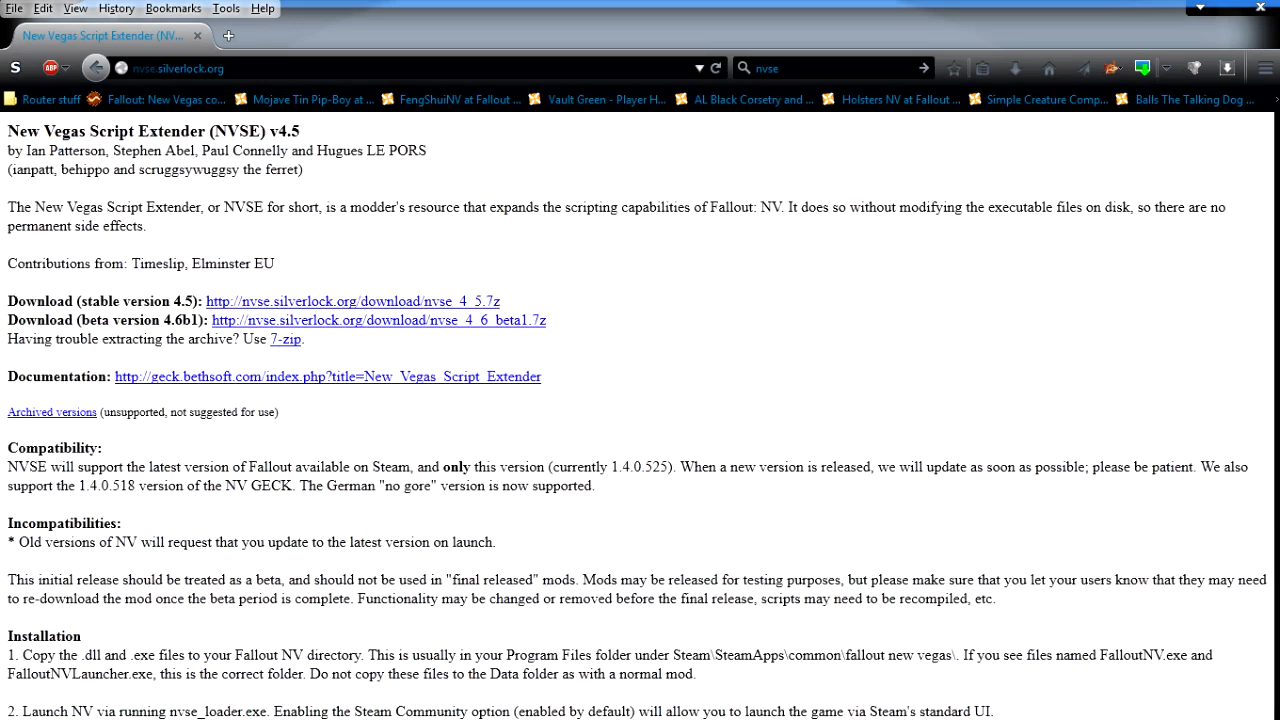 File Edit View History Bookmarks Tools Help
New Vegas Script Extender (NV...
S ABP nvse.silverlock.org nvse
Router stuff Fallout: New Vegas co... Mojave Tin Pip-Boy at ... FengShuiNV at Fallout ... Vault Green - Player H... AL Black Corsetry and ... Holsters NV at Fallout ... Simple Creature Comp... Balls The Talking Dog ...
New Vegas Script Extender (NVSE) v4.5
by Ian Patterson, Stephen Abel, Paul Connelly and Hugues LE PORS
(ianpatt, behippo and scruggsywuggsy the ferret)
The New Vegas Script Extender, or NVSE for short, is a modder's resource that expands the scripting capabilities of Fallout: NV. It does so without modifying the executable files on disk, so there are no
permanent side effects.
Contributions from: Timeslip, Elminster EU
Download (stable version 4.5): http://nvse.silverlock.org/download/nvse_4_5.7z
Download (beta version 4.6b1): http://nvse.silverlock.org/download/nvse_4_6_beta1.7z
Having trouble extracting the archive? Use 7-zip.
Documentation: http://geck.bethsoft.com/index.php?title=New_Vegas_Script_Extender
Archived versions (unsupported, not suggested for use)
Compatibility:
NVSE will support the latest version of Fallout available on Steam, and only this version (currently 1.4.0.525). When a new version is released, we will update as soon as possible; please be patient. We also
support the 1.4.0.518 version of the NV GECK. The German "no gore" version is now supported.
Incompatibilities:
* Old versions of NV will request that you update to the latest version on launch.
This initial release should be treated as a beta, and should not be used in "final released" mods. Mods may be released for testing purposes, but please make sure that you let your users know that they may need
to re-download the mod once the beta period is complete. Functionality may be changed or removed before the final release, scripts may need to be recompiled, etc.
Installation
1. Copy the .dll and .exe files to your Fallout NV directory. This is usually in your Program Files folder under Steam\SteamApps\common\fallout new vegas\. If you see files named FalloutNV.exe and
FalloutNVLauncher.exe, this is the correct folder. Do not copy these files to the Data folder as with a normal mod.
2. Launch NV via running nvse_loader.exe. Enabling the Steam Community option (enabled by default) will allow you to launch the game via Steam's standard UI.